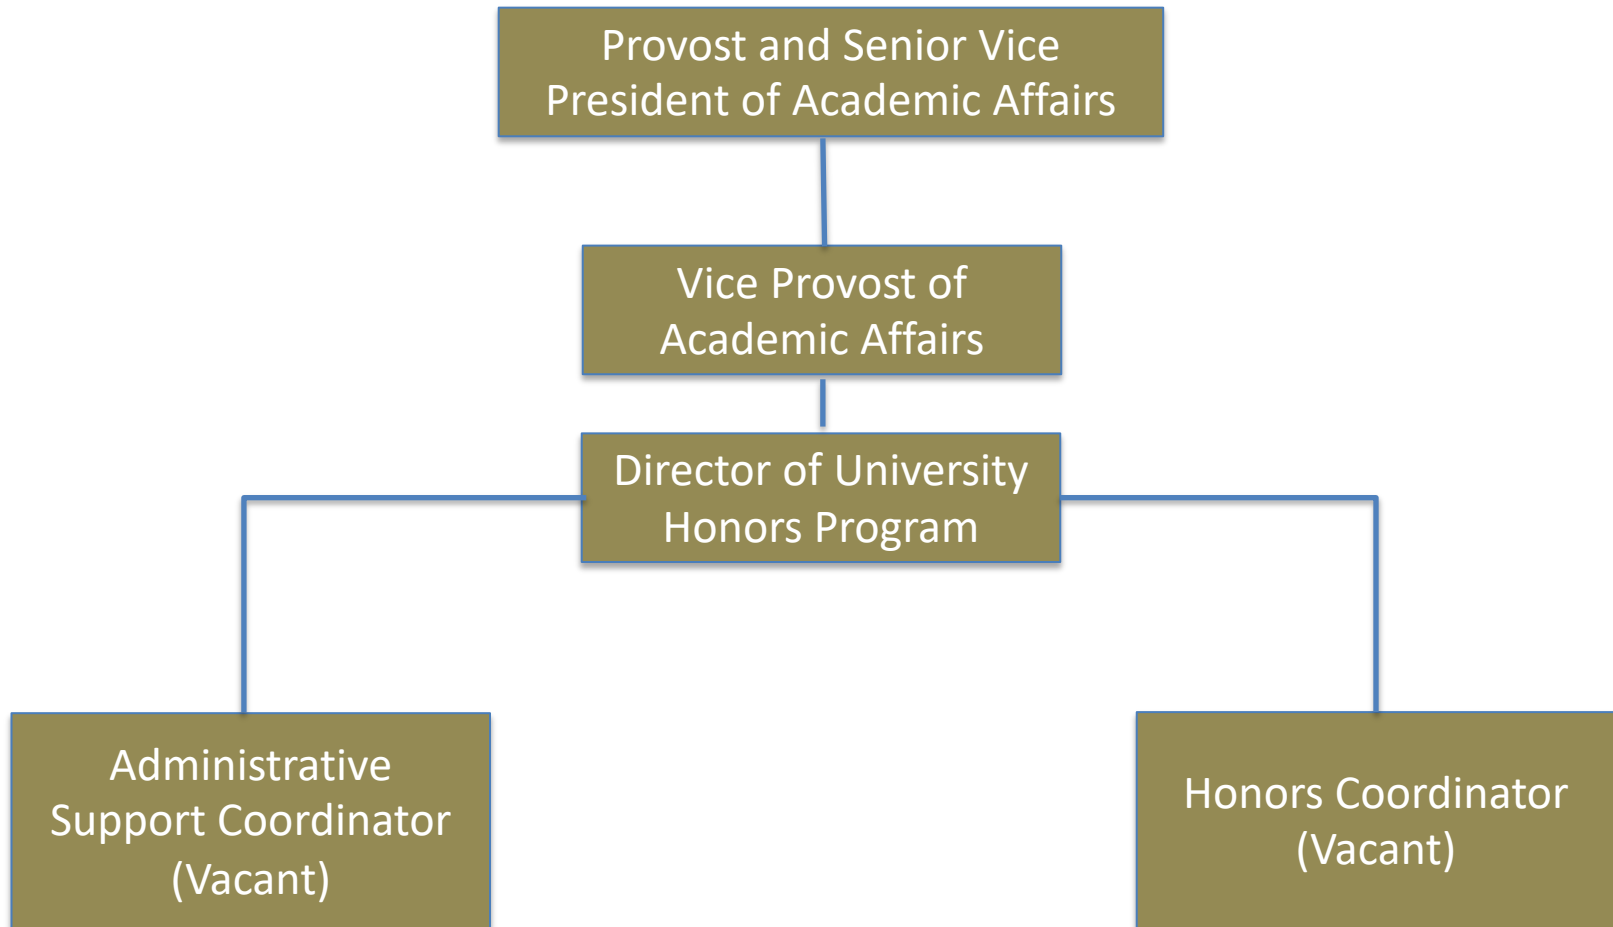 Provost and Senior Vice
President of Academic Affairs
Vice Provost of
Academic Affairs
Director of University
Honors Program
Administrative
Support Coordinator
(Vacant)
Honors Coordinator
(Vacant)